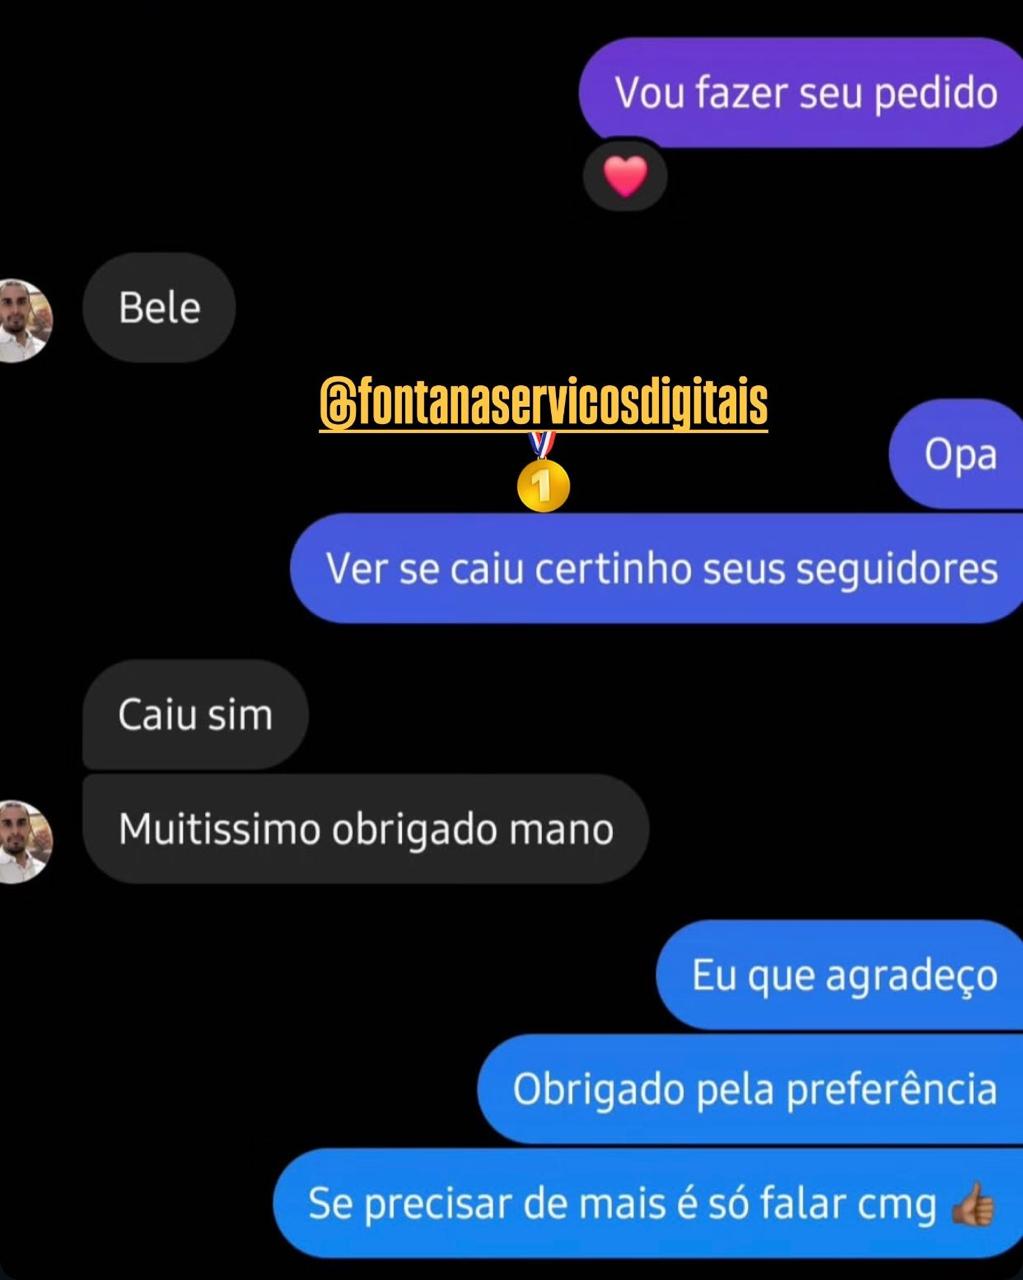 Vou fazer seu pedido
Bele
@fontanaservicosdigitais
1
Opa
Ver se caiu certinho seus seguidores
Caiu sim
Muitissimo obrigado mano
Eu que agradeço
Obrigado pela preferência
Se precisar de mais é só falar cmg